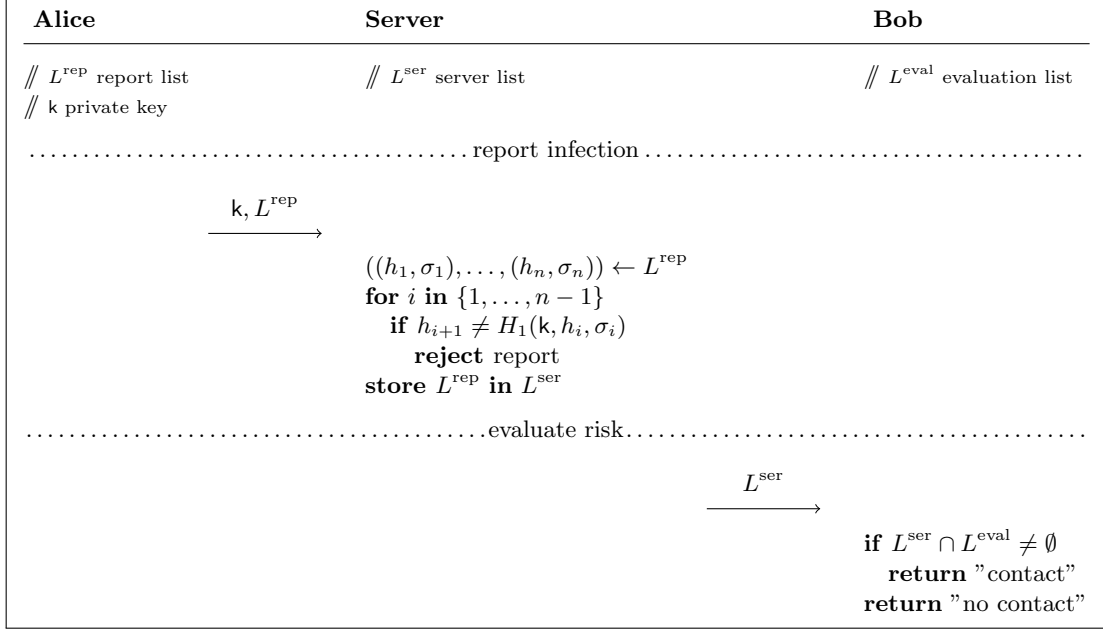 Alice Server Bob
// L^rep report list // L^ser server list // L^eval evaluation list
// k private key
report infection
k, L^rep
((h_1, σ_1), …, (h_n, σ_n)) ← L^rep
for i in {1, …, n − 1}
if h_{i+1} ≠ H_1(k, h_i, σ_i)
reject report
store L^rep in L^ser
evaluate risk
L^ser
if L^ser ∩ L^eval ≠ ∅
return "contact"
return "no contact"